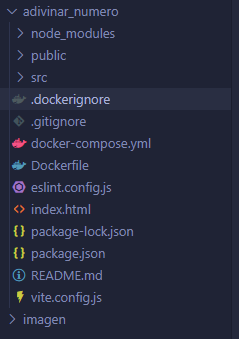 adivinar_numero
node_modules
public
src
.dockerignore
.gitignore
docker-compose.yml
Dockerfile
eslint.config.js
index.html
package-lock.json
package.json
README.md
vite.config.js
imagen